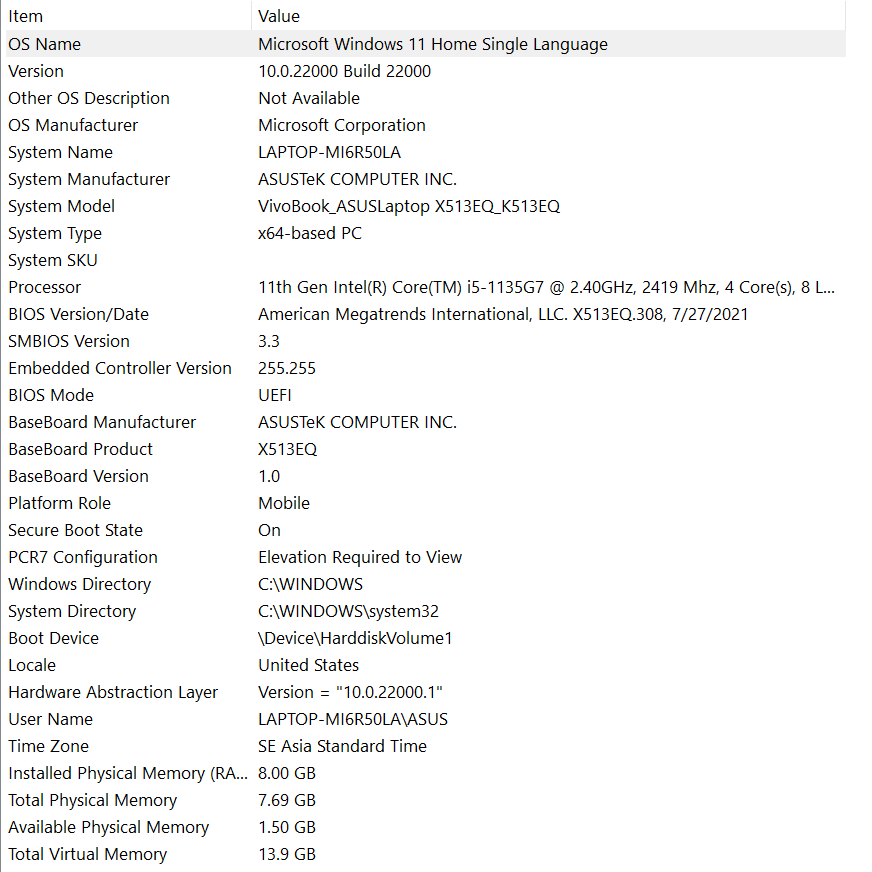 Item Value
OS Name Microsoft Windows 11 Home Single Language
Version 10.0.22000 Build 22000
Other OS Description Not Available
OS Manufacturer Microsoft Corporation
System Name LAPTOP-MI6R50LA
System Manufacturer ASUSTeK COMPUTER INC.
System Model VivoBook_ASUSLaptop X513EQ_K513EQ
System Type x64-based PC
System SKU
Processor 11th Gen Intel(R) Core(TM) i5-1135G7 @ 2.40GHz, 2419 Mhz, 4 Core(s), 8 L...
BIOS Version/Date American Megatrends International, LLC. X513EQ.308, 7/27/2021
SMBIOS Version 3.3
Embedded Controller Version 255.255
BIOS Mode UEFI
BaseBoard Manufacturer ASUSTeK COMPUTER INC.
BaseBoard Product X513EQ
BaseBoard Version 1.0
Platform Role Mobile
Secure Boot State On
PCR7 Configuration Elevation Required to View
Windows Directory C:\WINDOWS
System Directory C:\WINDOWS\system32
Boot Device \Device\HarddiskVolume1
Locale United States
Hardware Abstraction Layer Version = "10.0.22000.1"
User Name LAPTOP-MI6R50LA\ASUS
Time Zone SE Asia Standard Time
Installed Physical Memory (RA... 8.00 GB
Total Physical Memory 7.69 GB
Available Physical Memory 1.50 GB
Total Virtual Memory 13.9 GB